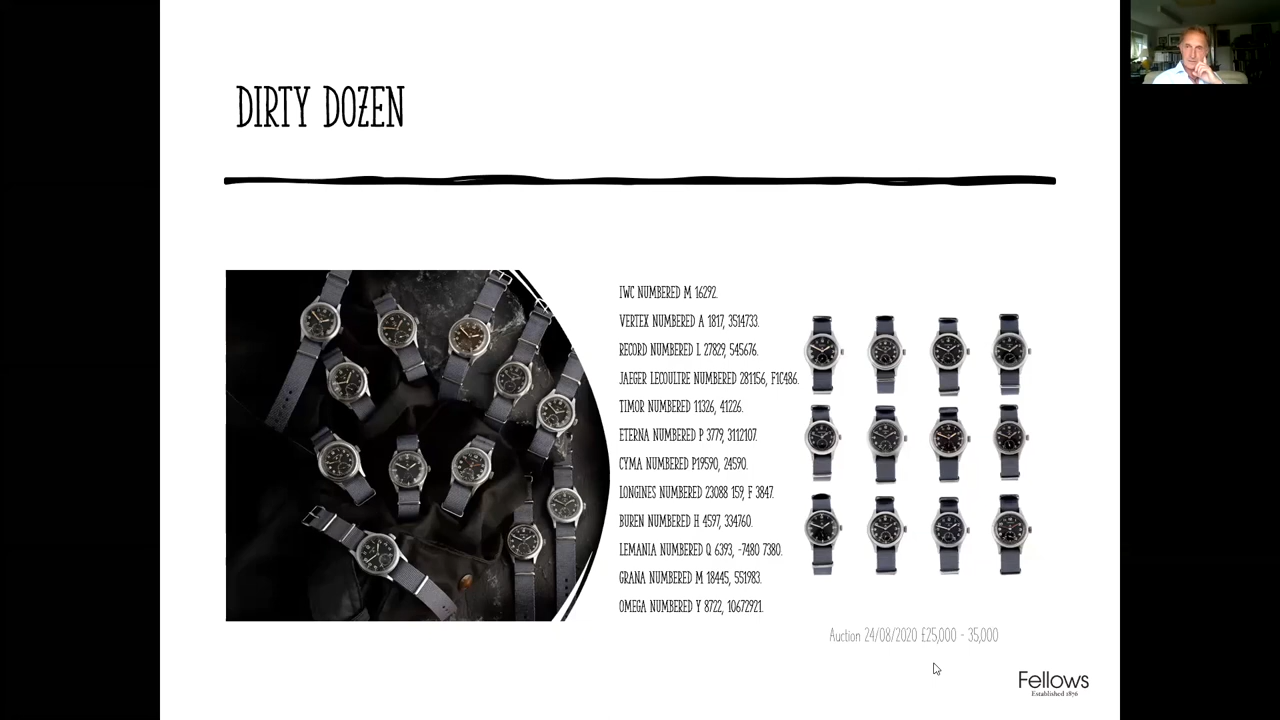 DIRTY DOZEN
IWC NUMBERED M 16292.
VERTEX NUMBERED A 1817, 3514733.
RECORD NUMBERED L 27829, 545676.
JAEGER LECOULTRE NUMBERED 281156, F1C486.
TIMOR NUMBERED 11326, 41226.
ETERNA NUMBERED P 3779, 3112107.
CYMA NUMBERED P19590, 24590.
LONGINES NUMBERED 23088 159, F 3847.
BUREN NUMBERED H 4597, 334760.
LEMANIA NUMBERED Q 6393, -7480 7380.
GRANA NUMBERED M 18445, 551983.
OMEGA NUMBERED Y 8722, 10672921.
Auction 24/08/2020 £25,000 - 35,000
Fellows
Established 1876